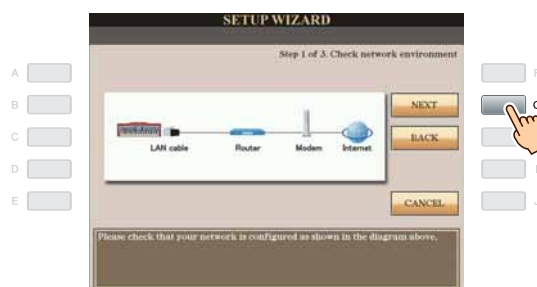 SETUP WIZARD
Step 1 of 3. Check network environment
A
B
C
D
E
NEXT
BACK
CANCEL
LAN cable
Router
Modem
Internet
Please check that your network is configured as shown in the diagram above.